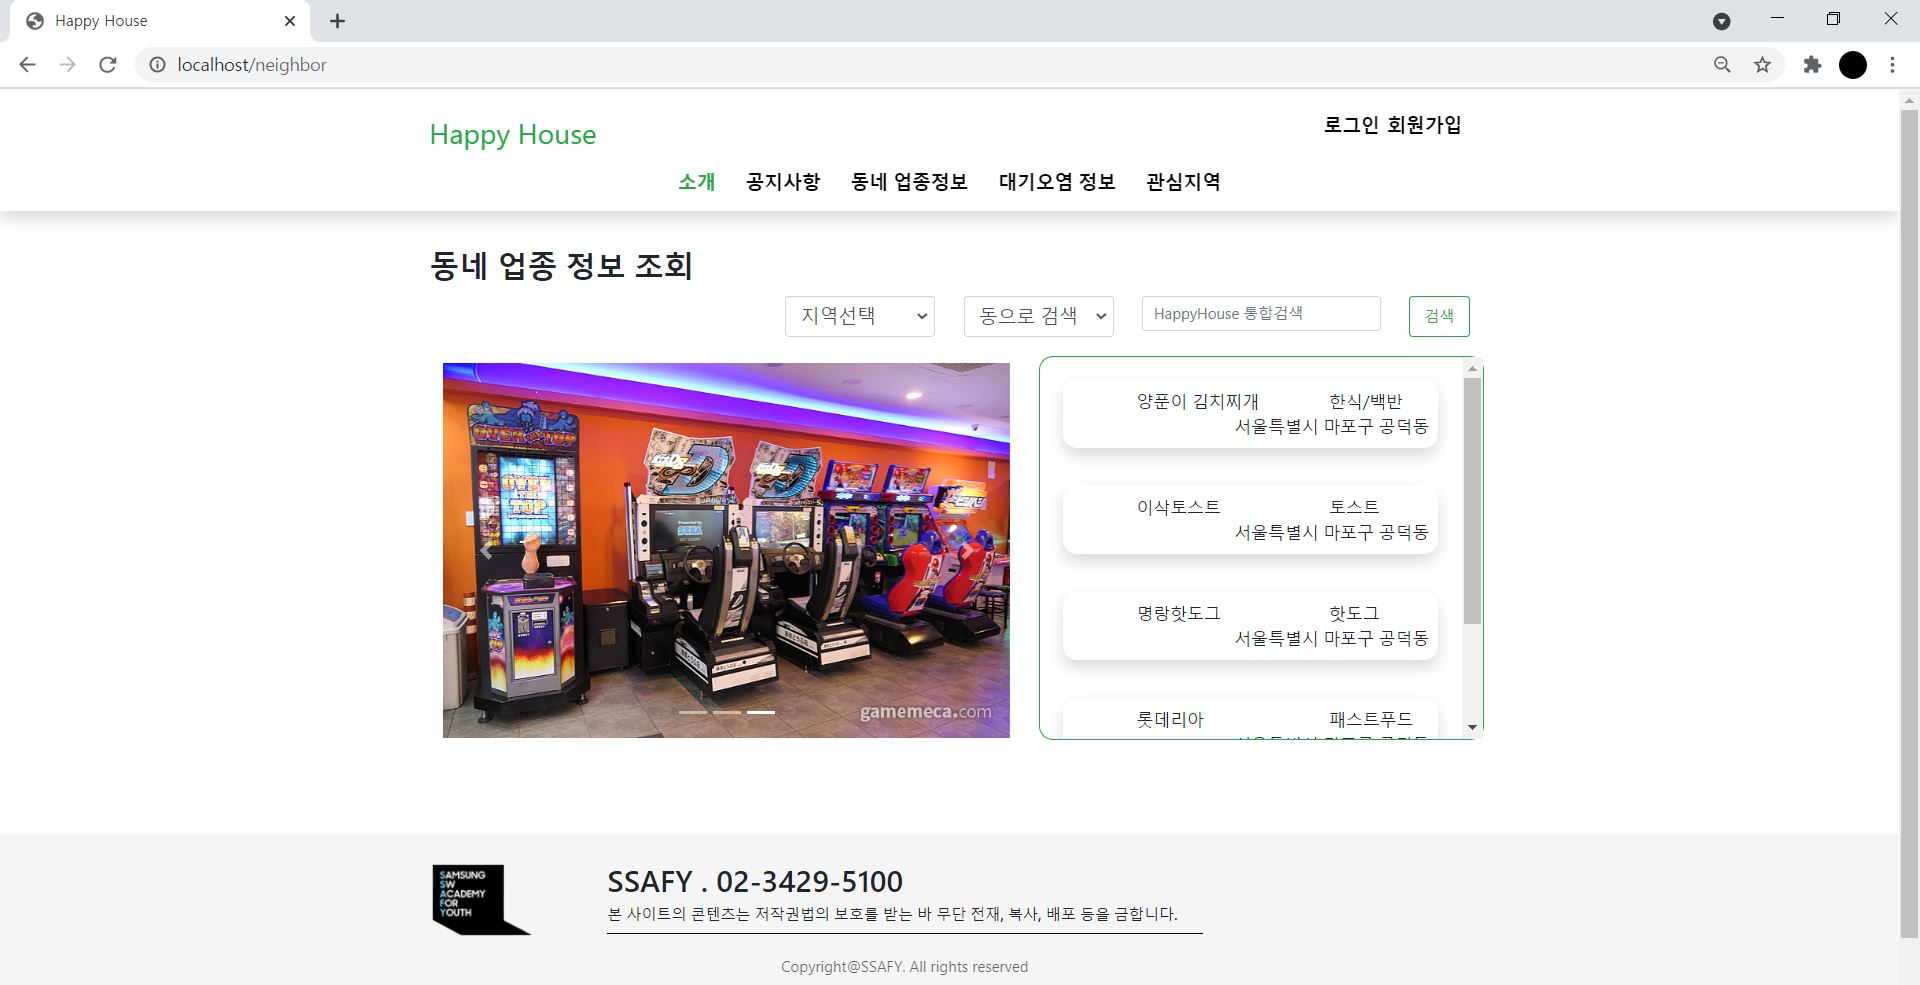 Happy House
localhost/neighbor
Happy House
로그인 회원가입
소개 공지사항 동네 업종정보 대기오염 정보 관심지역
동네 업종 정보 조회
지역선택 동으로 검색 HappyHouse 통합검색 검색
OVER THE TOP
OVER THE TOP
Presented by
SEGA
gamemeca.com
양푼이 김치찌개 한식/백반
서울특별시 마포구 공덕동
이삭토스트 토스트
서울특별시 마포구 공덕동
명랑핫도그 핫도그
서울특별시 마포구 공덕동
롯데리아 패스트푸드
SAMSUNG
SW
ACADEMY
FOR
YOUTH
SSAFY . 02-3429-5100
본 사이트의 콘텐츠는 저작권법의 보호를 받는 바 무단 전재, 복사, 배포 등을 금합니다.
Copyright@SSAFY. All rights reserved